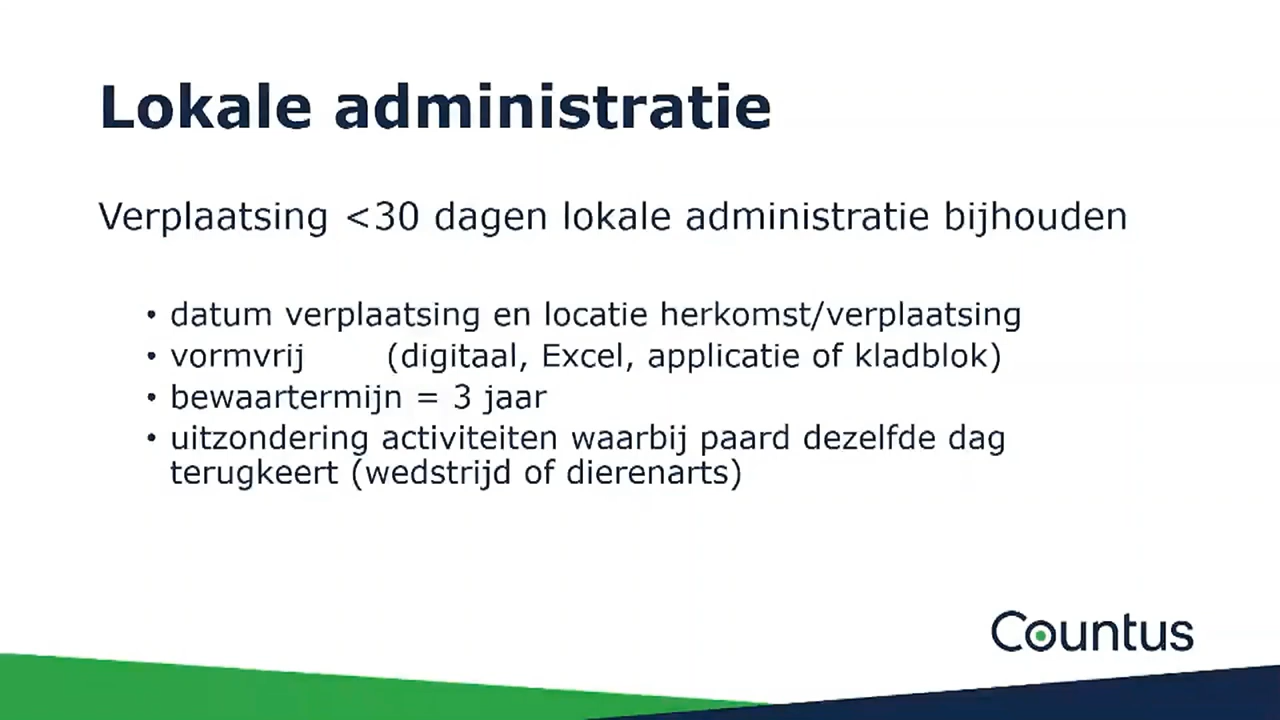 Lokale administratie
Verplaatsing <30 dagen lokale administratie bijhouden
• datum verplaatsing en locatie herkomst/verplaatsing
• vormvrij (digitaal, Excel, applicatie of kladblok)
• bewaartermijn = 3 jaar
• uitzondering activiteiten waarbij paard dezelfde dag
terugkeert (wedstrijd of dierenarts)
Countus